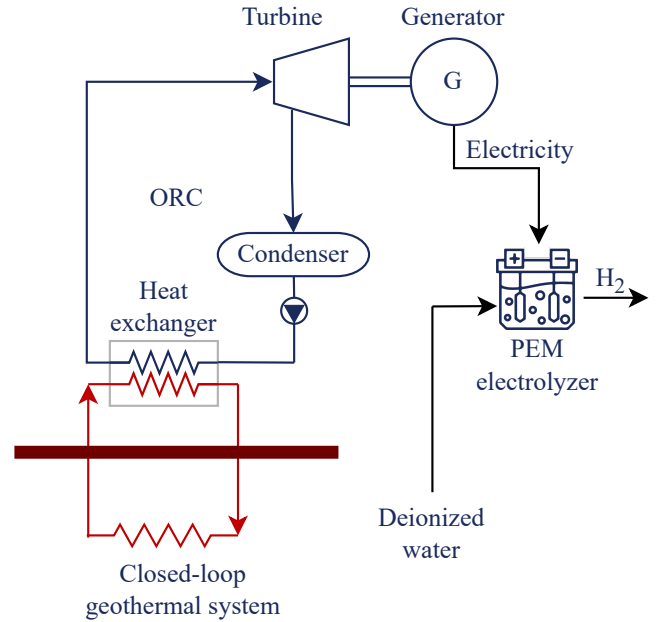 Turbine
Generator
G
Electricity
ORC
Condenser
+ −
H2
Heat
exchanger
PEM
electrolyzer
Deionized
water
Closed-loop
geothermal system